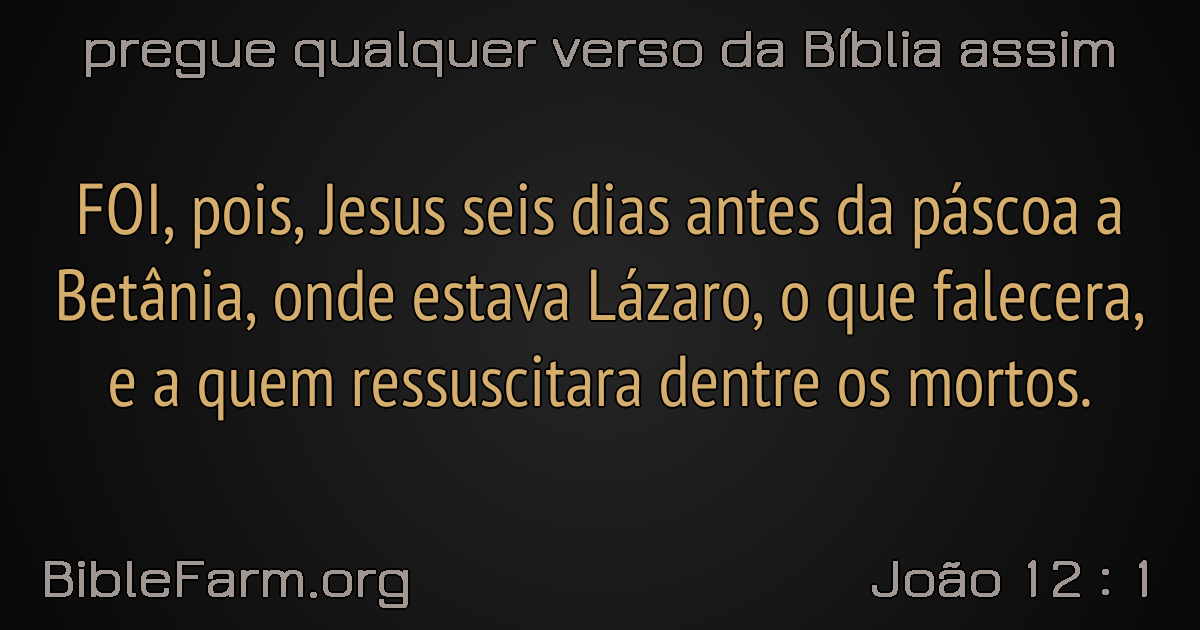 pregue qualquer verso da Bíblia assim
FOI, pois, Jesus seis dias antes da páscoa a
Betânia, onde estava Lázaro, o que falecera,
e a quem ressuscitara dentre os mortos.
BibleFarm.org
João 12 : 1